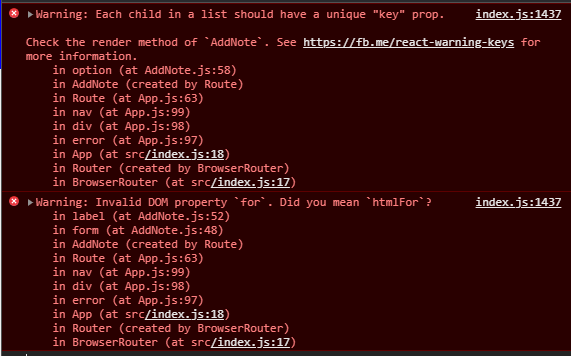 Warning: Each child in a list should have a unique "key" prop. index.js:1437
Check the render method of `AddNote`. See https://fb.me/react-warning-keys for
more information.
in option (at AddNote.js:58)
in AddNote (created by Route)
in Route (at App.js:63)
in nav (at App.js:99)
in div (at App.js:98)
in error (at App.js:97)
in App (at src/index.js:18)
in Router (created by BrowserRouter)
in BrowserRouter (at src/index.js:17)
Warning: Invalid DOM property `for`. Did you mean `htmlFor`? index.js:1437
in label (at AddNote.js:52)
in form (at AddNote.js:48)
in AddNote (created by Route)
in Route (at App.js:63)
in nav (at App.js:99)
in div (at App.js:98)
in error (at App.js:97)
in App (at src/index.js:18)
in Router (created by BrowserRouter)
in BrowserRouter (at src/index.js:17)